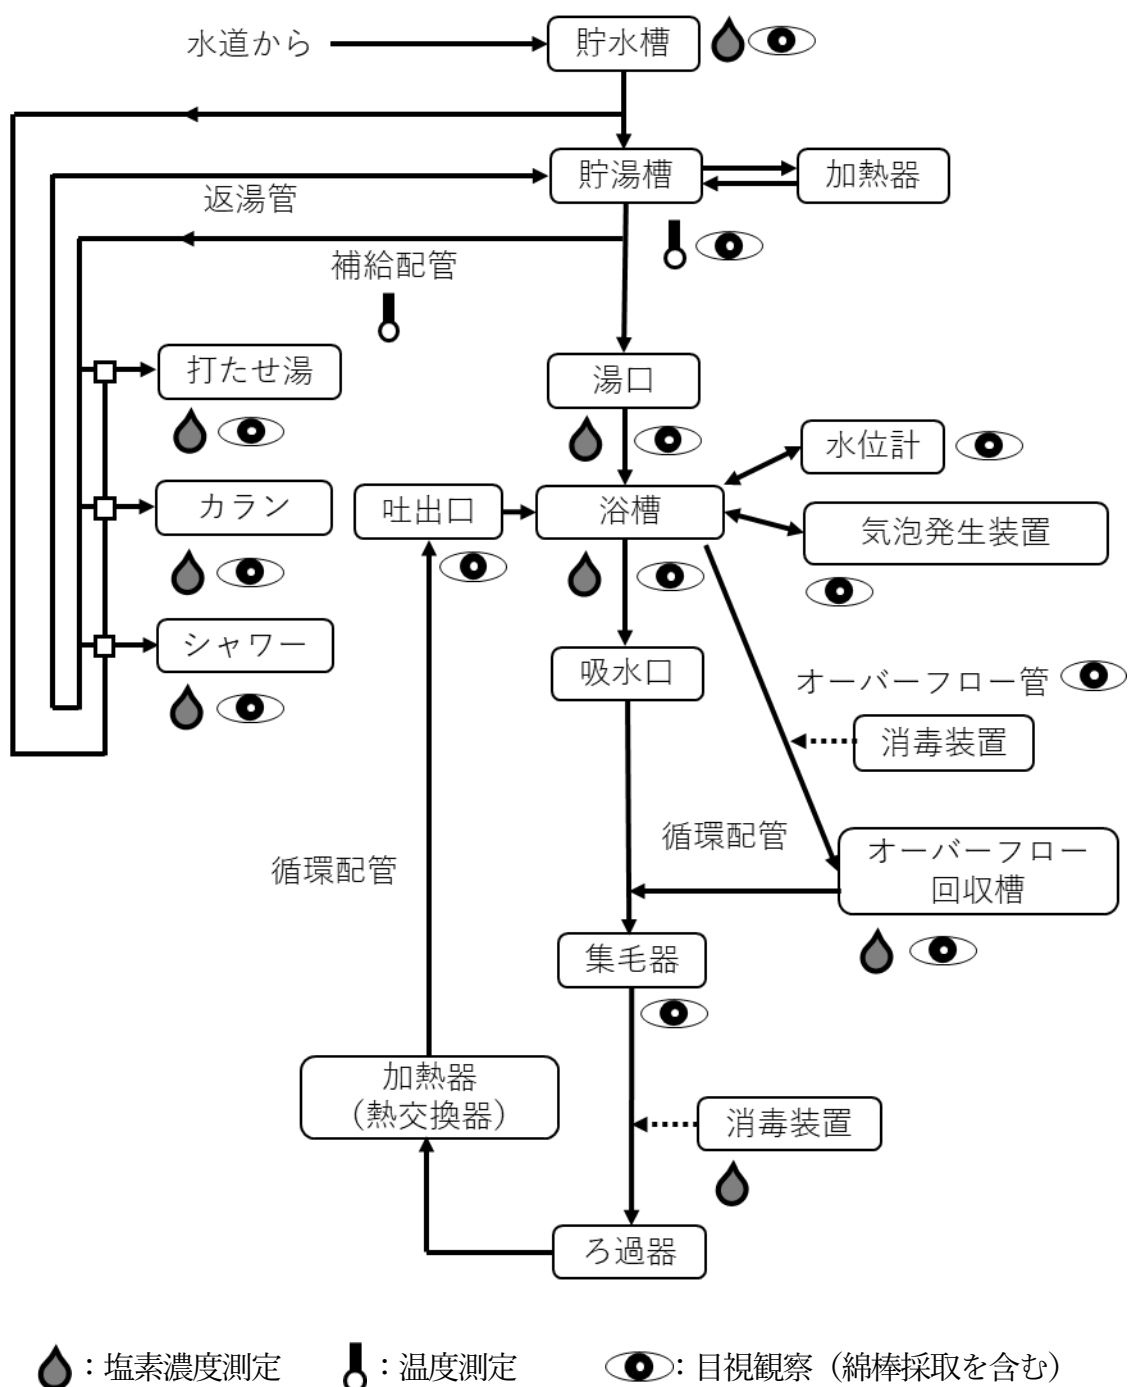 水道から
貯水槽
貯湯槽
加熱器
返湯管
補給配管
打たせ湯
湯口
水位計
カラン
吐出口
浴槽
気泡発生装置
シャワー
吸水口
オーバーフロー管
消毒装置
循環配管
循環配管
オーバーフロー
回収槽
集毛器
加熱器
（熱交換器）
消毒装置
ろ過器
：塩素濃度測定
：温度測定
：目視観察（綿棒採取を含む）